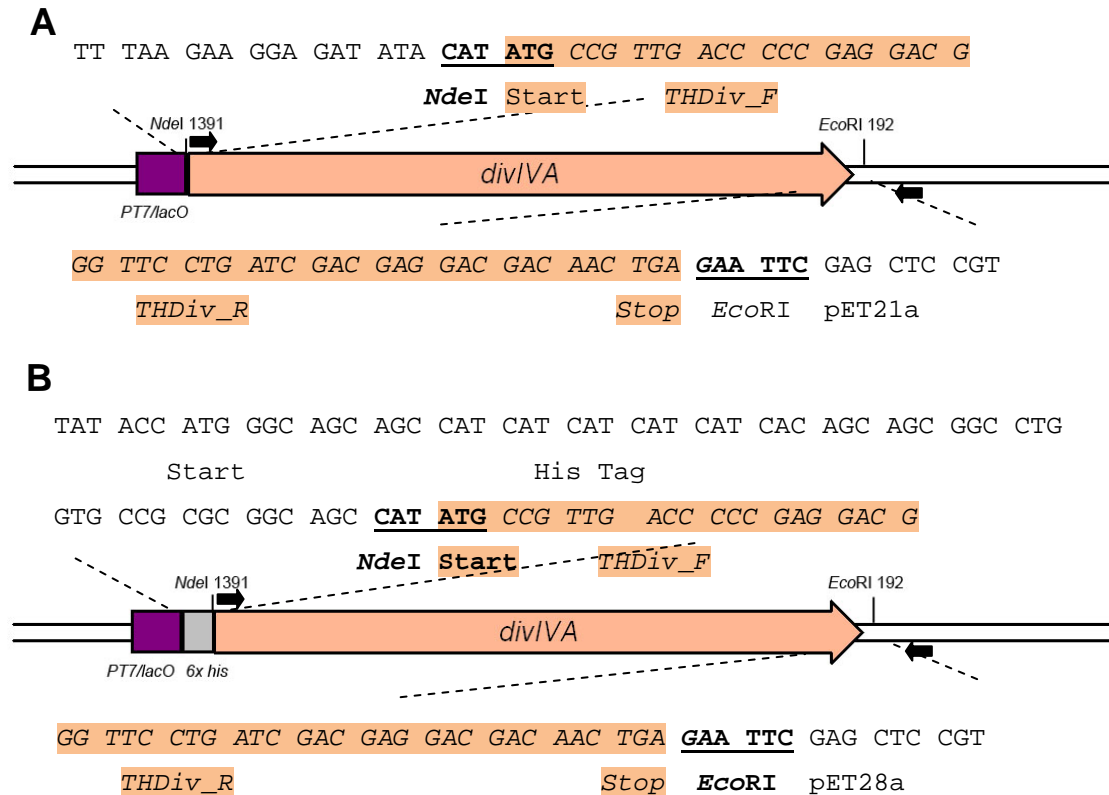 A
TT TAA GAA GGA GAT ATA CAT ATG CCG TTG ACC CCC GAG GAC G
NdeI Start THDiv_F
NdeI 1391
EcoRI 192
divIVA
PT7/lacO
GG TTC CTG ATC GAC GAG GAC GAC AAC TGA GAA TTC GAG CTC CGT
THDiv_R Stop EcoRI pET21a
B
TAT ACC ATG GGC AGC AGC CAT CAT CAT CAT CAT CAC AGC AGC GGC CTG
Start His Tag
GTG CCG CGC GGC AGC CAT ATG CCG TTG ACC CCC GAG GAC G
NdeI Start THDiv_F
NdeI 1391
EcoRI 192
divIVA
PT7/lacO 6x his
GG TTC CTG ATC GAC GAG GAC GAC AAC TGA GAA TTC GAG CTC CGT
THDiv_R Stop EcoRI pET28a